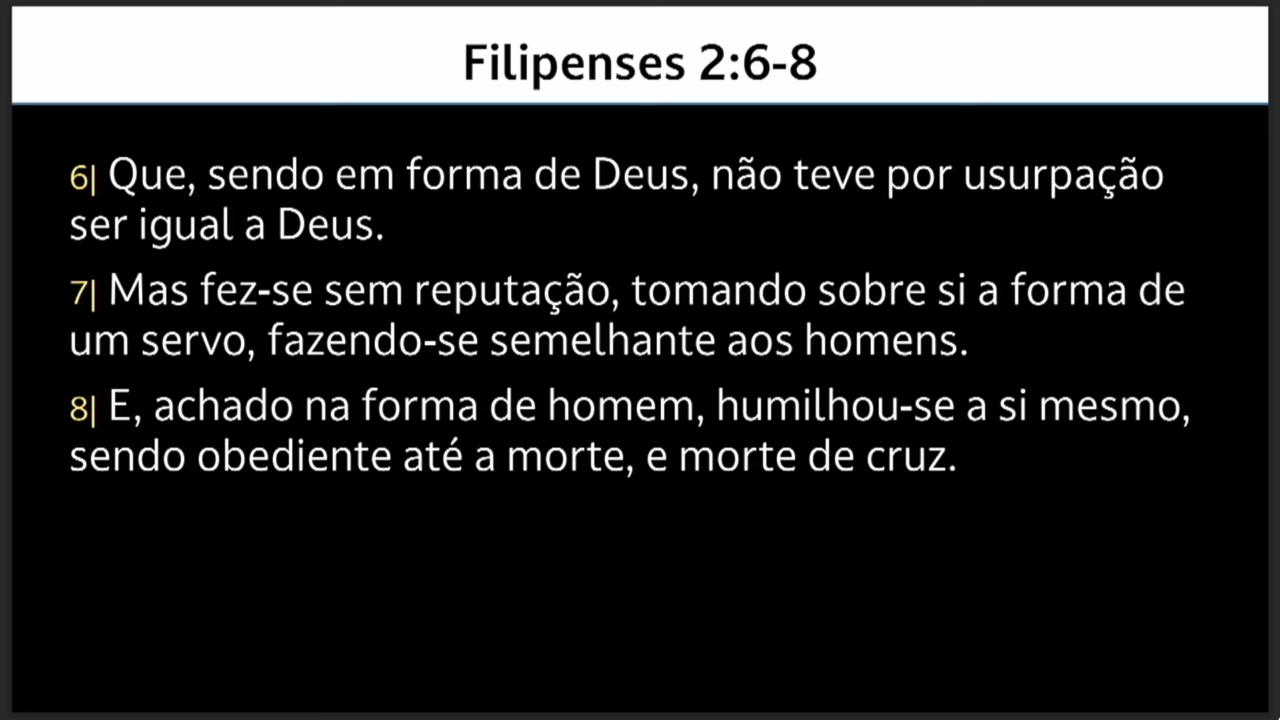 Filipenses 2:6-8
6| Que, sendo em forma de Deus, não teve por usurpação
ser igual a Deus.
7| Mas fez-se sem reputação, tomando sobre si a forma de
um servo, fazendo-se semelhante aos homens.
8| E, achado na forma de homem, humilhou-se a si mesmo,
sendo obediente até a morte, e morte de cruz.